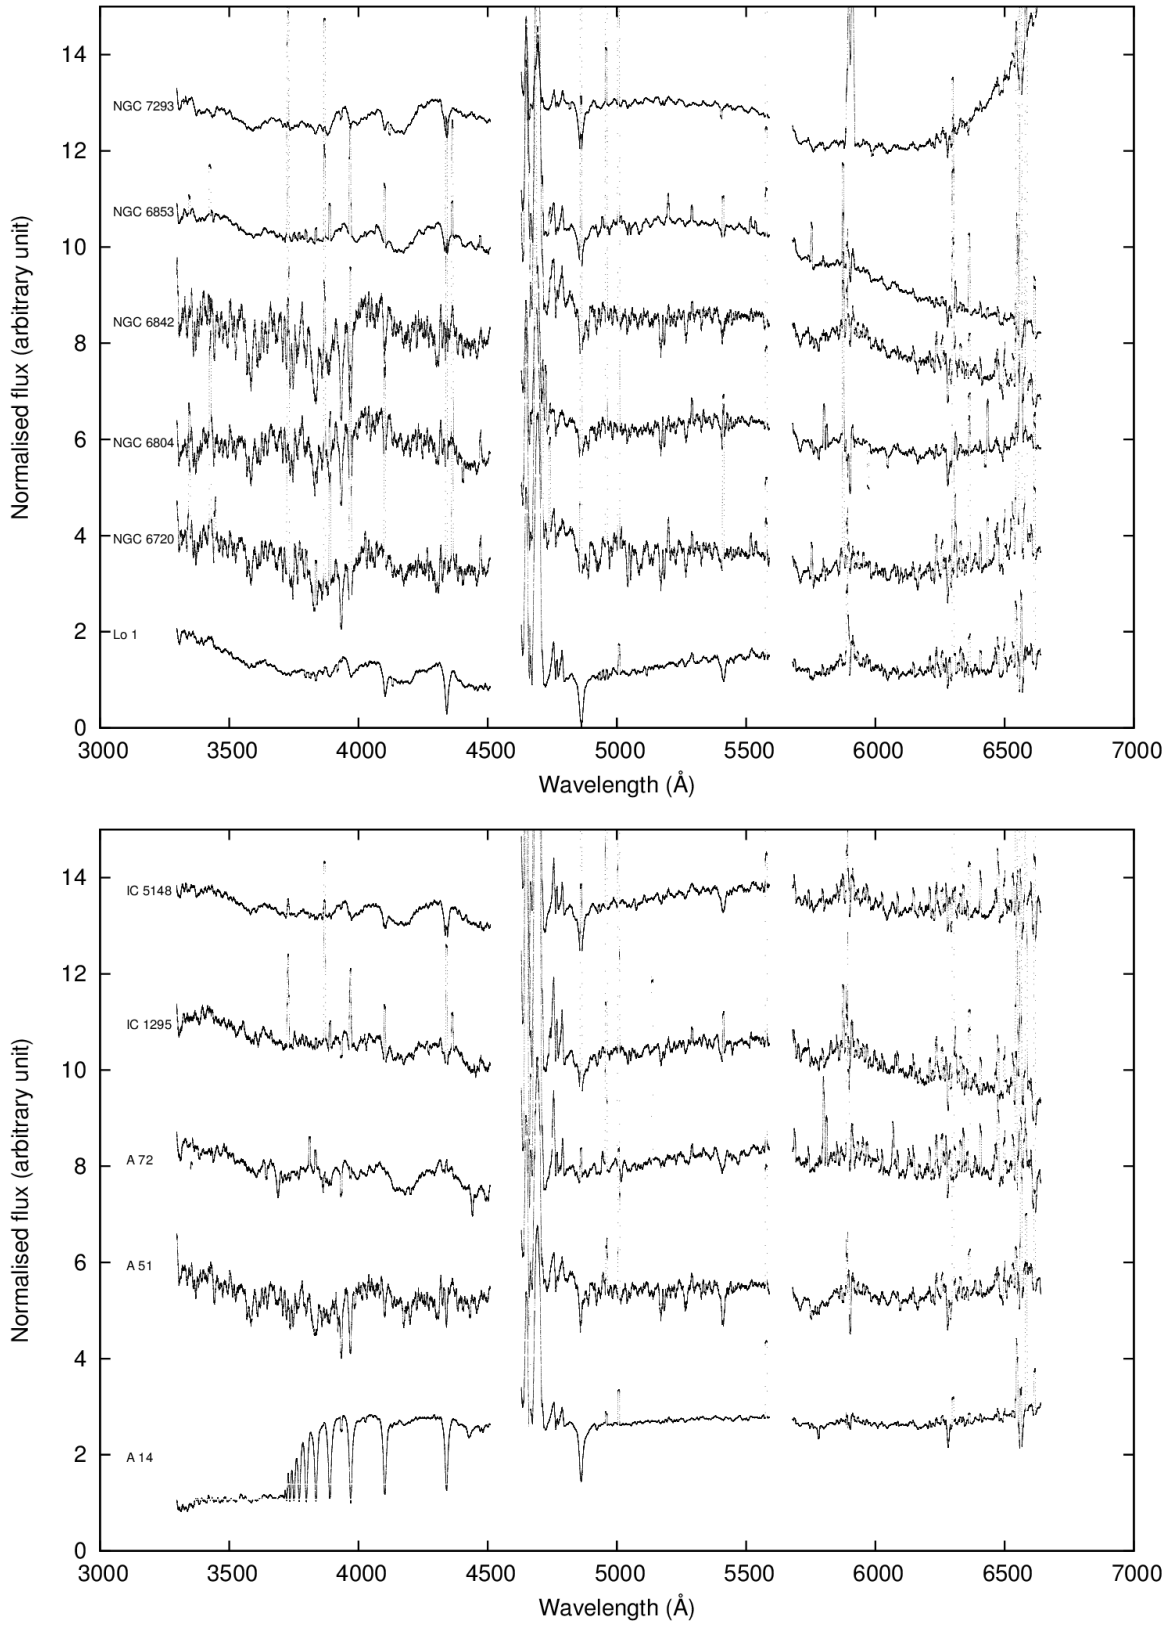 14
12
10
8
6
4
2
0
Normalised flux (arbitrary unit)
NGC 7293
NGC 6853
NGC 6842
NGC 6804
NGC 6720
Lo 1
3000 3500 4000 4500 5000 5500 6000 6500 7000
Wavelength (Å)
14
12
10
8
6
4
2
0
Normalised flux (arbitrary unit)
IC 5148
IC 1295
A 72
A 51
A 14
3000 3500 4000 4500 5000 5500 6000 6500 7000
Wavelength (Å)